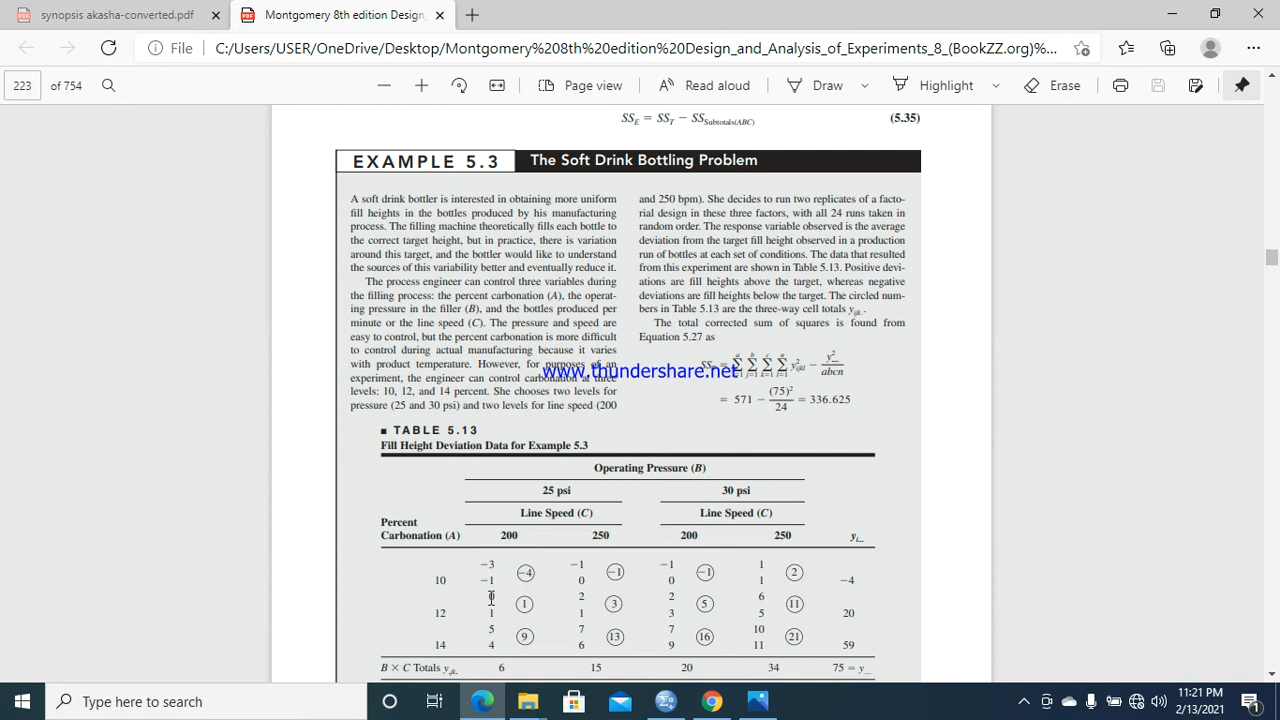 synopsis akasha-converted.pdf
Montgomery 8th edition Design
File C:/Users/USER/OneDrive/Desktop/Montgomery%208th%20edition%20Design_and_Analysis_of_Experiments_8_(BookZZ.org)%...
223 of 754 Page view Read aloud Draw Highlight Erase
SS_E = SS_T − SS_Subtotals(ABC) (5.35)
EXAMPLE 5.3 The Soft Drink Bottling Problem
A soft drink bottler is interested in obtaining more uniform
fill heights in the bottles produced by his manufacturing
process. The filling machine theoretically fills each bottle to
the correct target height, but in practice, there is variation
around this target, and the bottler would like to understand
the sources of this variability better and eventually reduce it.
The process engineer can control three variables during
the filling process: the percent carbonation (A), the operat-
ing pressure in the filler (B), and the bottles produced per
minute or the line speed (C). The pressure and speed are
easy to control, but the percent carbonation is more difficult
to control during actual manufacturing because it varies
with product temperature. However, for purposes of an
experiment, the engineer can control carbonation at three
levels: 10, 12, and 14 percent. She chooses two levels for
pressure (25 and 30 psi) and two levels for line speed (200
and 250 bpm). She decides to run two replicates of a facto-
rial design in these three factors, with all 24 runs taken in
random order. The response variable observed is the average
deviation from the target fill height observed in a production
run of bottles at each set of conditions. The data that resulted
from this experiment are shown in Table 5.13. Positive devi-
ations are fill heights above the target, whereas negative
deviations are fill heights below the target. The circled num-
bers in Table 5.13 are the three-way cell totals y_ijk..
The total corrected sum of squares is found from
Equation 5.27 as
= ∑ ∑ ∑ ∑ y²_ijkl − y²..../abcn
www.thundershare.net
= 571 − (75)²/24 = 336.625
■ TABLE 5.13
Fill Height Deviation Data for Example 5.3
Operating Pressure (B)
25 psi 30 psi
Line Speed (C) Line Speed (C)
Percent
Carbonation (A) 200 250 200 250 y_i...
−3 −1 −1 1
−4 −1 −1 2
10 −1 0 0 1 −4
0 2 2 6
1 3 5 11
12 1 1 3 5 20
5 7 7 10
9 13 16 21
14 4 6 9 11 59
B × C Totals y_.jk. 6 15 20 34 75 = y....
Type here to search
11:21 PM
2/13/2021
1